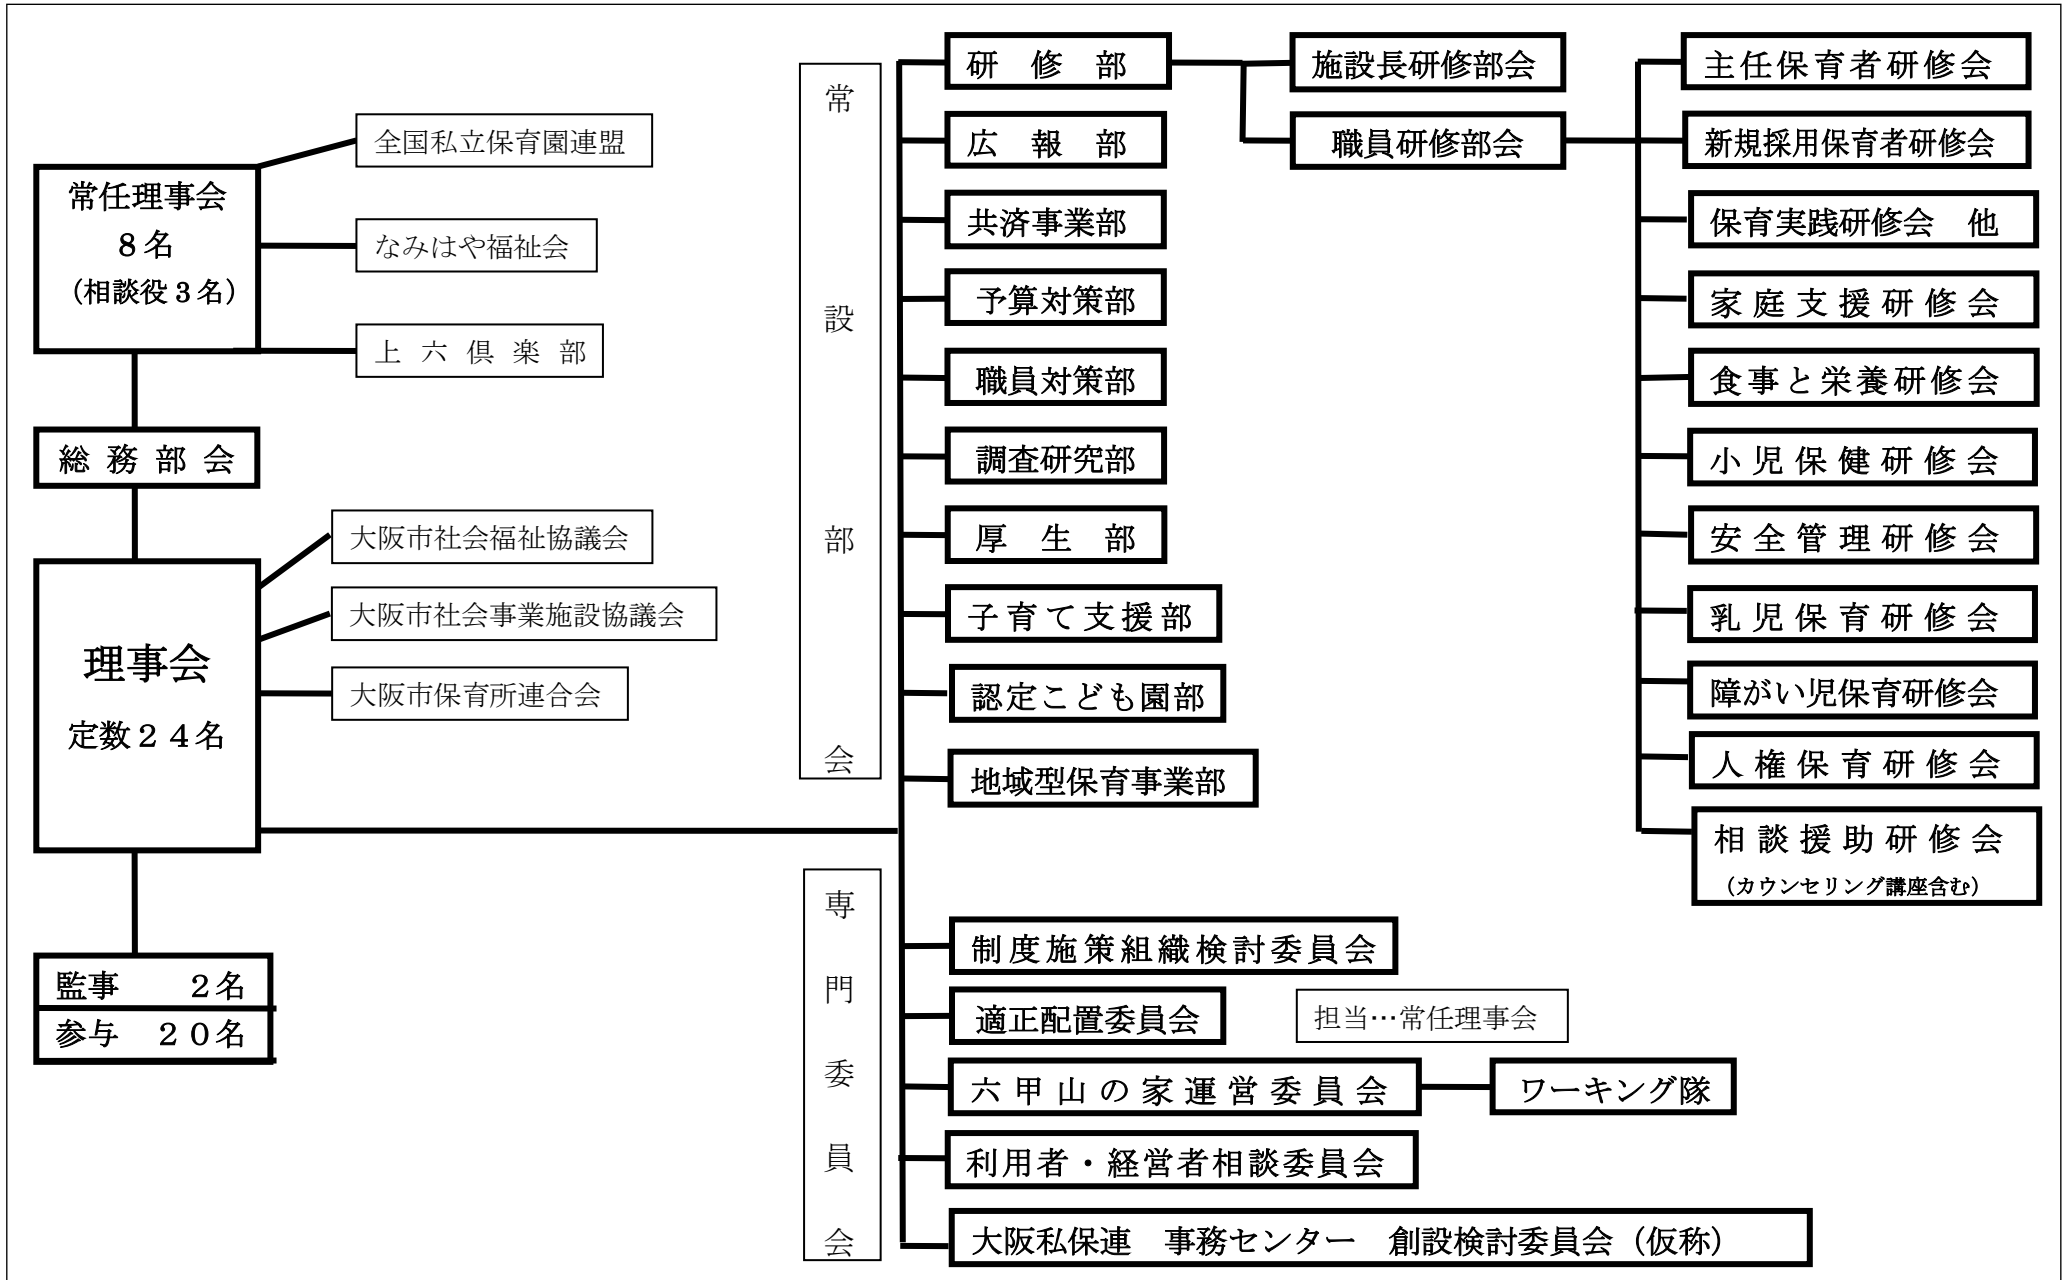 全国私立保育園連盟
常任理事会
８名
（相談役３名）
なみはや福祉会
上六倶楽部
総務部会
大阪市社会福祉協議会
大阪市社会事業施設協議会
大阪市保育所連合会
理事会
定数２４名
監事　２名
参与　２０名
常設部会
研修部
広報部
共済事業部
予算対策部
職員対策部
調査研究部
厚生部
子育て支援部
認定こども園部
地域型保育事業部
施設長研修部会
職員研修部会
主任保育者研修会
新規採用保育者研修会
保育実践研修会　他
家庭支援研修会
食事と栄養研修会
小児保健研修会
安全管理研修会
乳児保育研修会
障がい児保育研修会
人権保育研修会
相談援助研修会
（カウンセリング講座含む）
専門委員会
制度施策組織検討委員会
適正配置委員会
担当…常任理事会
六甲山の家運営委員会
ワーキング隊
利用者・経営者相談委員会
大阪私保連　事務センター　創設検討委員会（仮称）